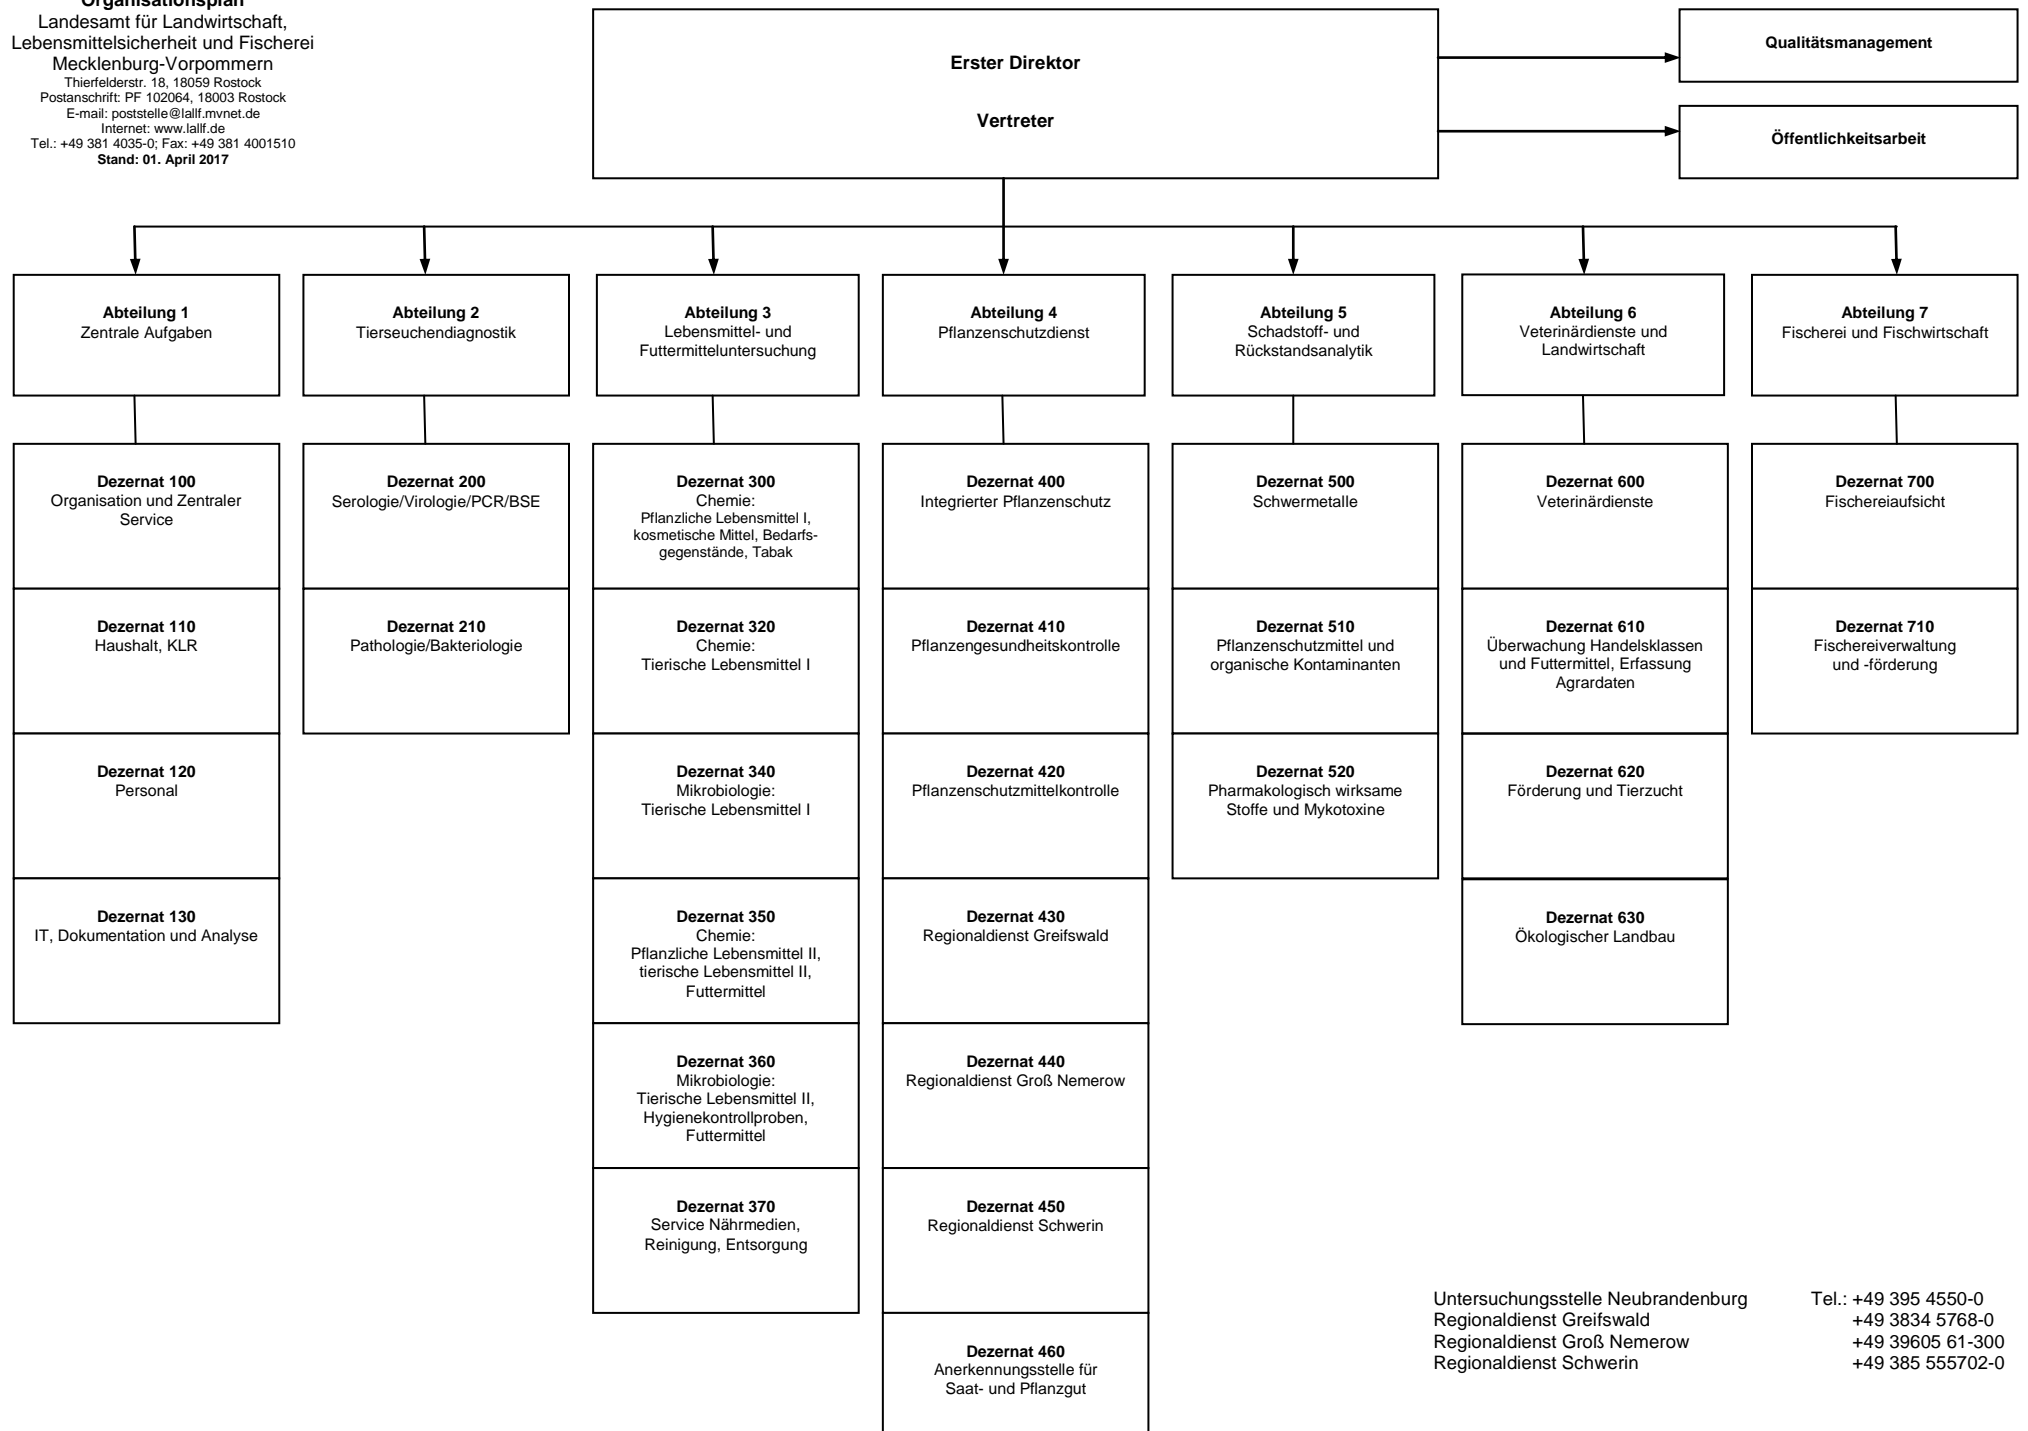 Organisationsplan
Landesamt für Landwirtschaft,
Lebensmittelsicherheit und Fischerei
Mecklenburg-Vorpommern
Thierfelderstr. 18, 18059 Rostock
Postanschrift: PF 102064, 18003 Rostock
E-mail: poststelle@lallf.mvnet.de
Internet: www.lallf.de
Tel.: +49 381 4035-0; Fax: +49 381 4001510
Stand: 01. April 2017
Erster Direktor
Vertreter
Qualitätsmanagement
Öffentlichkeitsarbeit
Abteilung 1
Zentrale Aufgaben
Abteilung 2
Tierseuchendiagnostik
Abteilung 3
Lebensmittel- und
Futtermitteluntersuchung
Abteilung 4
Pflanzenschutzdienst
Abteilung 5
Schadstoff- und
Rückstandsanalytik
Abteilung 6
Veterinärdienste und
Landwirtschaft
Abteilung 7
Fischerei und Fischwirtschaft
Dezernat 100
Organisation und Zentraler
Service
Dezernat 110
Haushalt, KLR
Dezernat 120
Personal
Dezernat 130
IT, Dokumentation und Analyse
Dezernat 200
Serologie/Virologie/PCR/BSE
Dezernat 210
Pathologie/Bakteriologie
Dezernat 300
Chemie:
Pflanzliche Lebensmittel I,
kosmetische Mittel, Bedarfs-
gegenstände, Tabak
Dezernat 320
Chemie:
Tierische Lebensmittel I
Dezernat 340
Mikrobiologie:
Tierische Lebensmittel I
Dezernat 350
Chemie:
Pflanzliche Lebensmittel II,
tierische Lebensmittel II,
Futtermittel
Dezernat 360
Mikrobiologie:
Tierische Lebensmittel II,
Hygienekontrollproben,
Futtermittel
Dezernat 370
Service Nährmedien,
Reinigung, Entsorgung
Dezernat 400
Integrierter Pflanzenschutz
Dezernat 410
Pflanzengesundheitskontrolle
Dezernat 420
Pflanzenschutzmittelkontrolle
Dezernat 430
Regionaldienst Greifswald
Dezernat 440
Regionaldienst Groß Nemerow
Dezernat 450
Regionaldienst Schwerin
Dezernat 460
Anerkennungsstelle für
Saat- und Pflanzgut
Dezernat 500
Schwermetalle
Dezernat 510
Pflanzenschutzmittel und
organische Kontaminanten
Dezernat 520
Pharmakologisch wirksame
Stoffe und Mykotoxine
Dezernat 600
Veterinärdienste
Dezernat 610
Überwachung Handelsklassen
und Futtermittel, Erfassung
Agrardaten
Dezernat 620
Förderung und Tierzucht
Dezernat 630
Ökologischer Landbau
Dezernat 700
Fischereiaufsicht
Dezernat 710
Fischereiverwaltung
und -förderung
Untersuchungsstelle Neubrandenburg Tel.: +49 395 4550-0
Regionaldienst Greifswald +49 3834 5768-0
Regionaldienst Groß Nemerow +49 39605 61-300
Regionaldienst Schwerin +49 385 555702-0